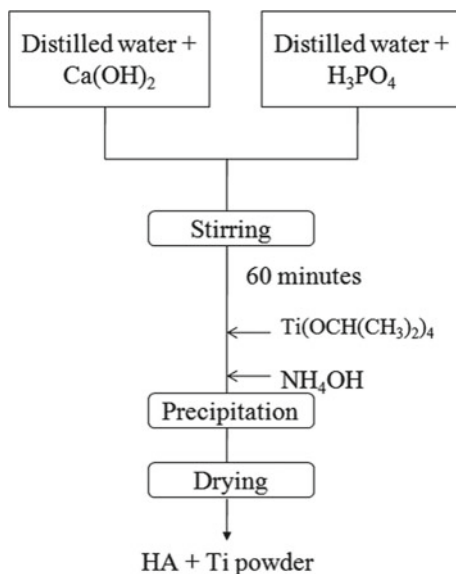 Distilled water +
Ca(OH)₂
Distilled water +
H₃PO₄
Stirring
60 minutes
Ti(OCH(CH₃)₂)₄
NH₄OH
Precipitation
Drying
HA + Ti powder